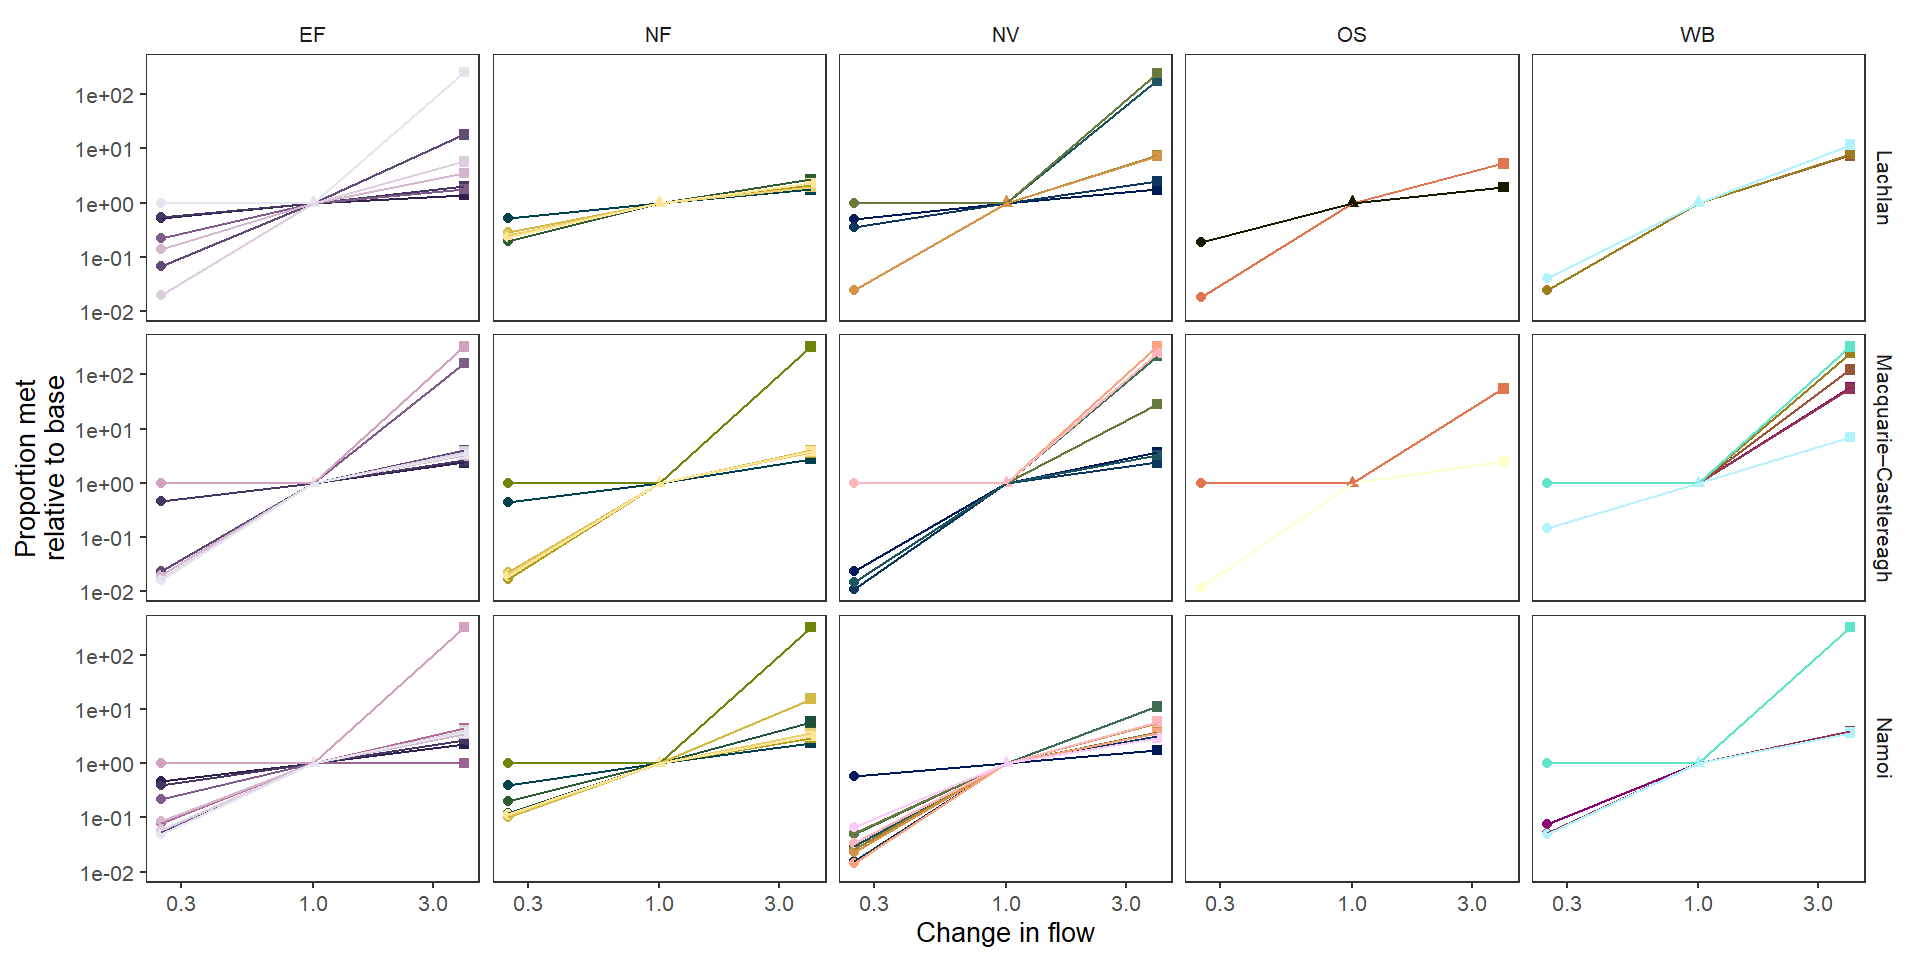 EF NF NV OS WB
1e+02
1e+01
1e+00
1e-01
1e-02
Lachlan
1e+02
1e+01
1e+00
1e-01
1e-02
Macquarie–Castlereagh
1e+02
1e+01
1e+00
1e-01
1e-02
Namoi
Proportion met
relative to base
0.3 1.0 3.0 0.3 1.0 3.0 0.3 1.0 3.0 0.3 1.0 3.0 0.3 1.0 3.0
Change in flow